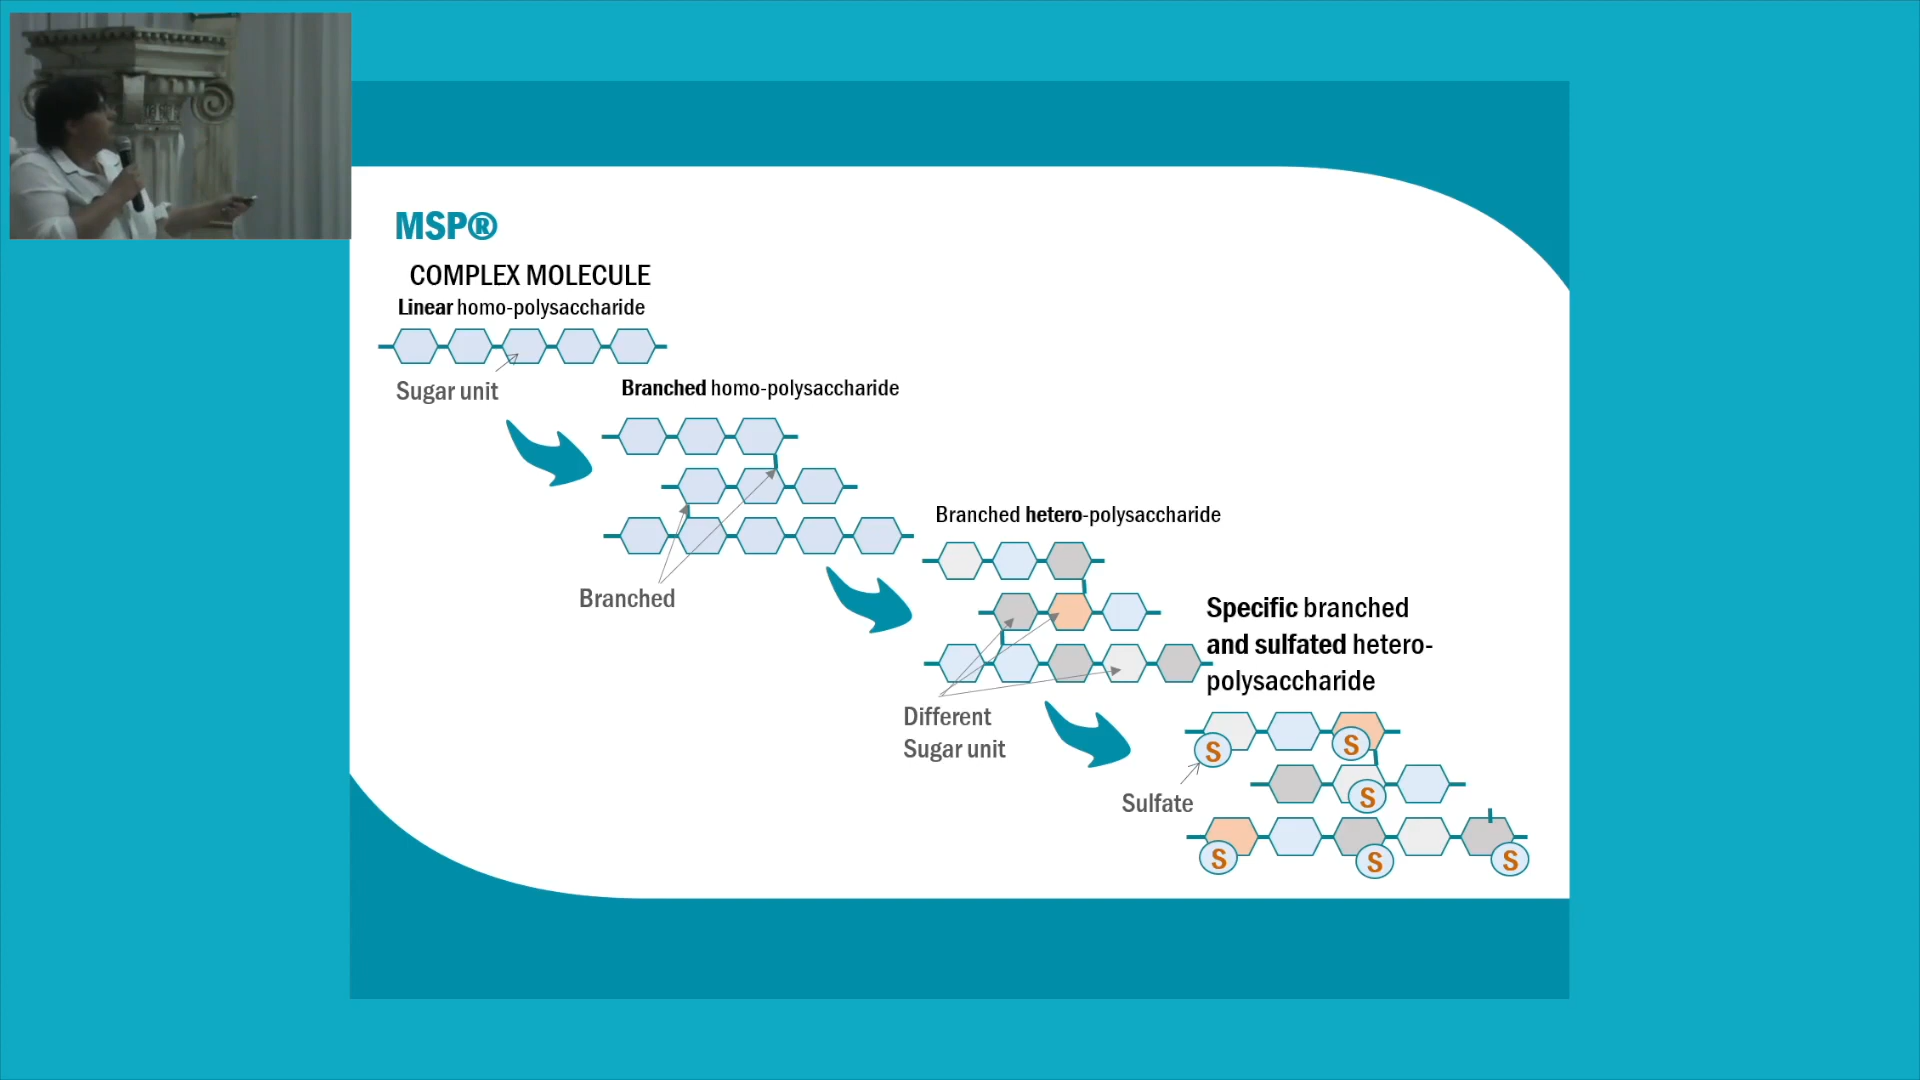 MSP®
COMPLEX MOLECULE
Linear homo-polysaccharide
Sugar unit
Branched homo-polysaccharide
Branched
Branched hetero-polysaccharide
Different
Sugar unit
Specific branched
and sulfated hetero-
polysaccharide
S
S
S
Sulfate
S
S
S